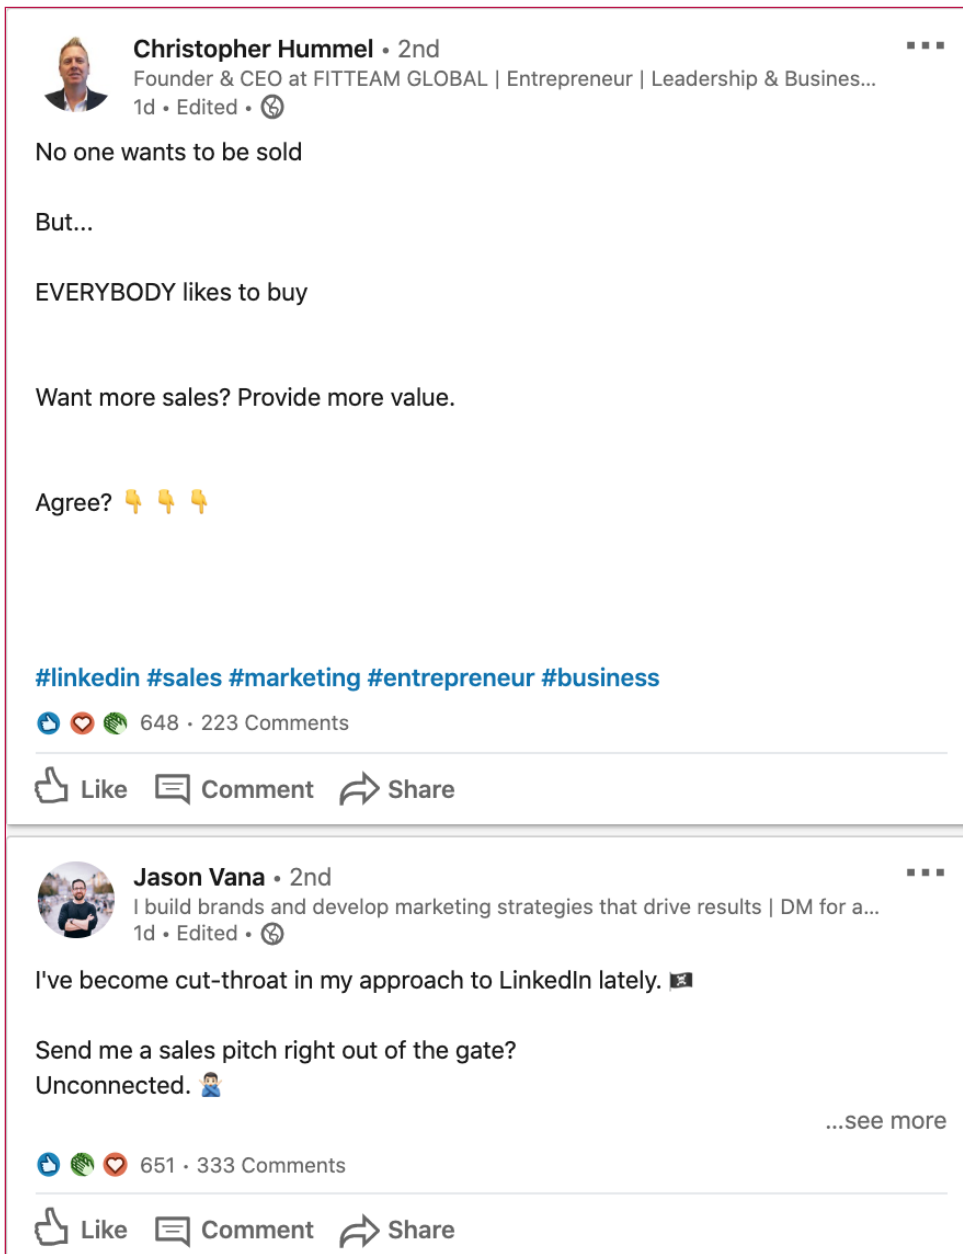 Christopher Hummel • 2nd
Founder & CEO at FITTEAM GLOBAL | Entrepreneur | Leadership & Busines...
1d • Edited •
No one wants to be sold
But...
EVERYBODY likes to buy
Want more sales? Provide more value.
Agree? 👇 👇 👇
#linkedin #sales #marketing #entrepreneur #business
648 · 223 Comments
Like Comment Share
Jason Vana • 2nd
I build brands and develop marketing strategies that drive results | DM for a...
1d • Edited •
I've become cut-throat in my approach to LinkedIn lately. 🏴‍☠️
Send me a sales pitch right out of the gate?
Unconnected. 🙅🏻‍♂️
...see more
651 · 333 Comments
Like Comment Share